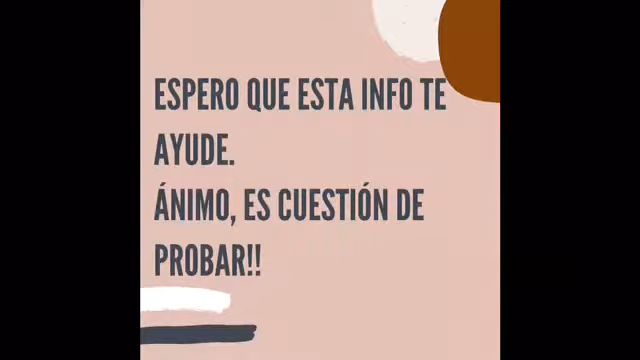 ESPERO QUE ESTA INFO TE
AYUDE.
ÁNIMO, ES CUESTIÓN DE
PROBAR!!